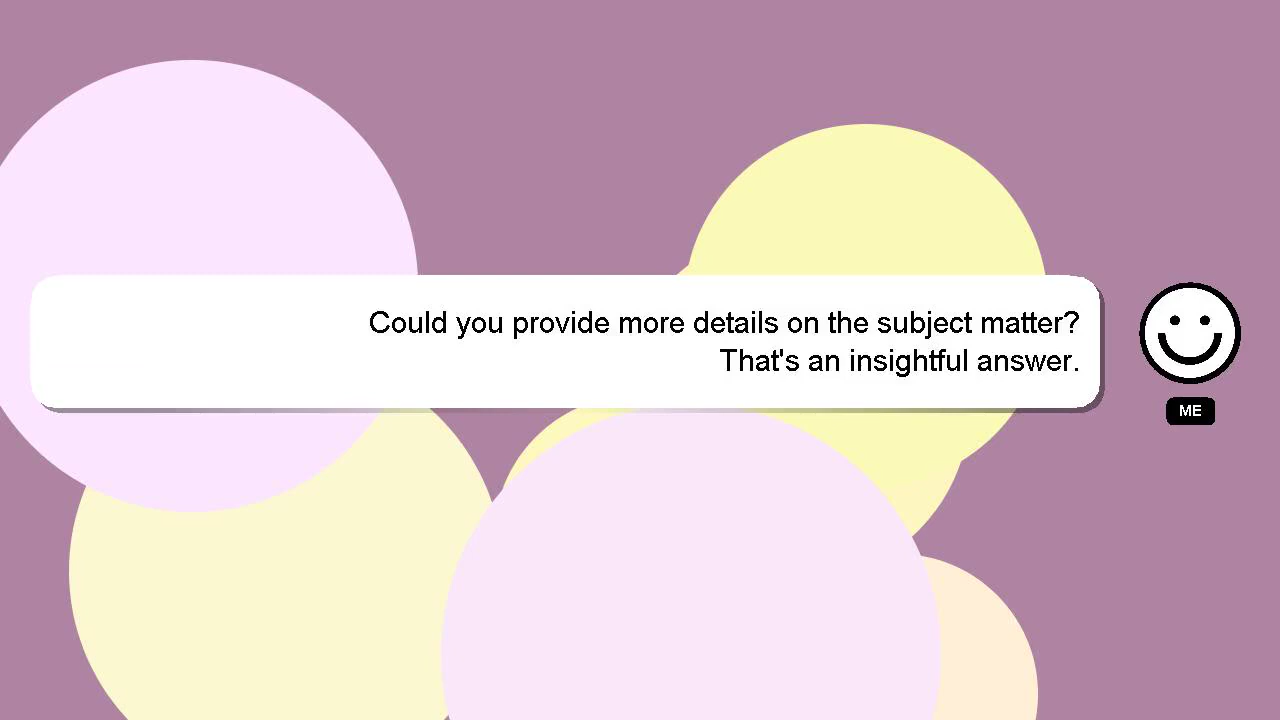 Could you provide more details on the subject matter?
That's an insightful answer.
ME